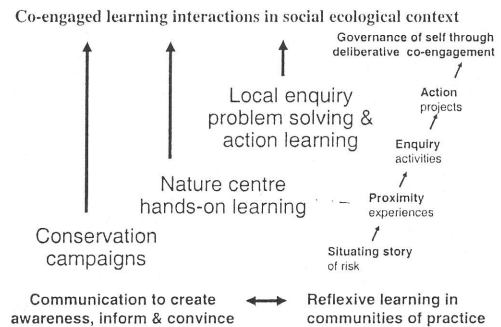 Co-engaged learning interactions in social ecological context
Governance of self through
deliberative co-engagement
Local enquiry
problem solving &
action learning
Action
projects
Enquiry
activities
Nature centre
hands-on learning
Proximity
experiences
Conservation
campaigns
Situating story
of risk
Communication to create
awareness, inform & convince
Reflexive learning in
communities of practice